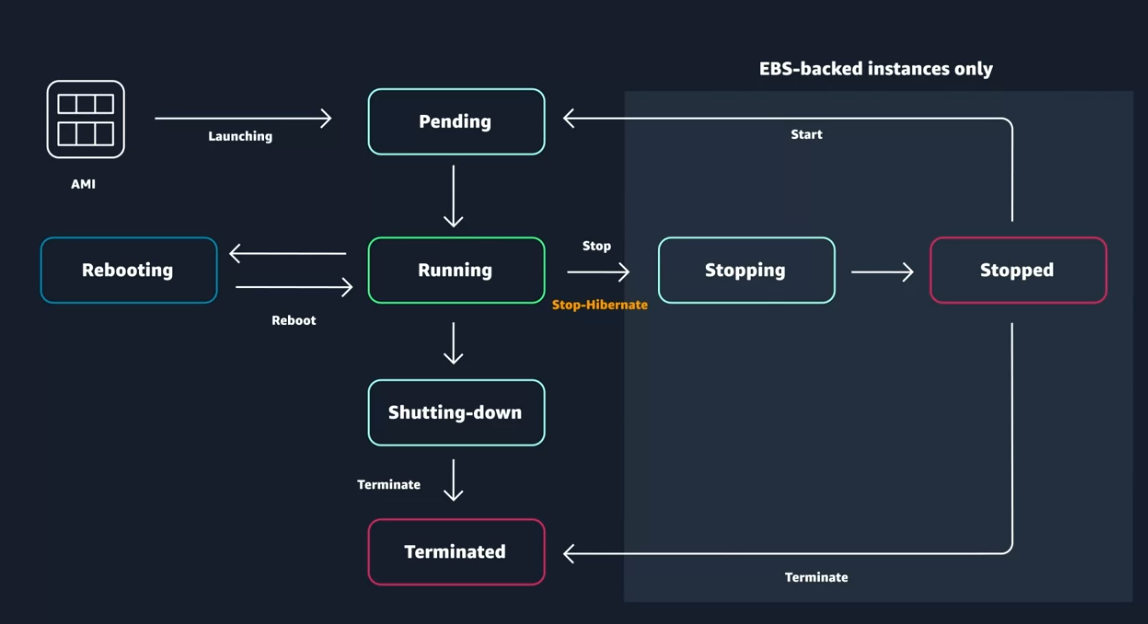 EBS-backed instances only
Pending
Launching
Start
AMI
Rebooting
Running
Stop
Stop-Hibernate
Stopping
Stopped
Reboot
Shutting-down
Terminate
Terminated
Terminate